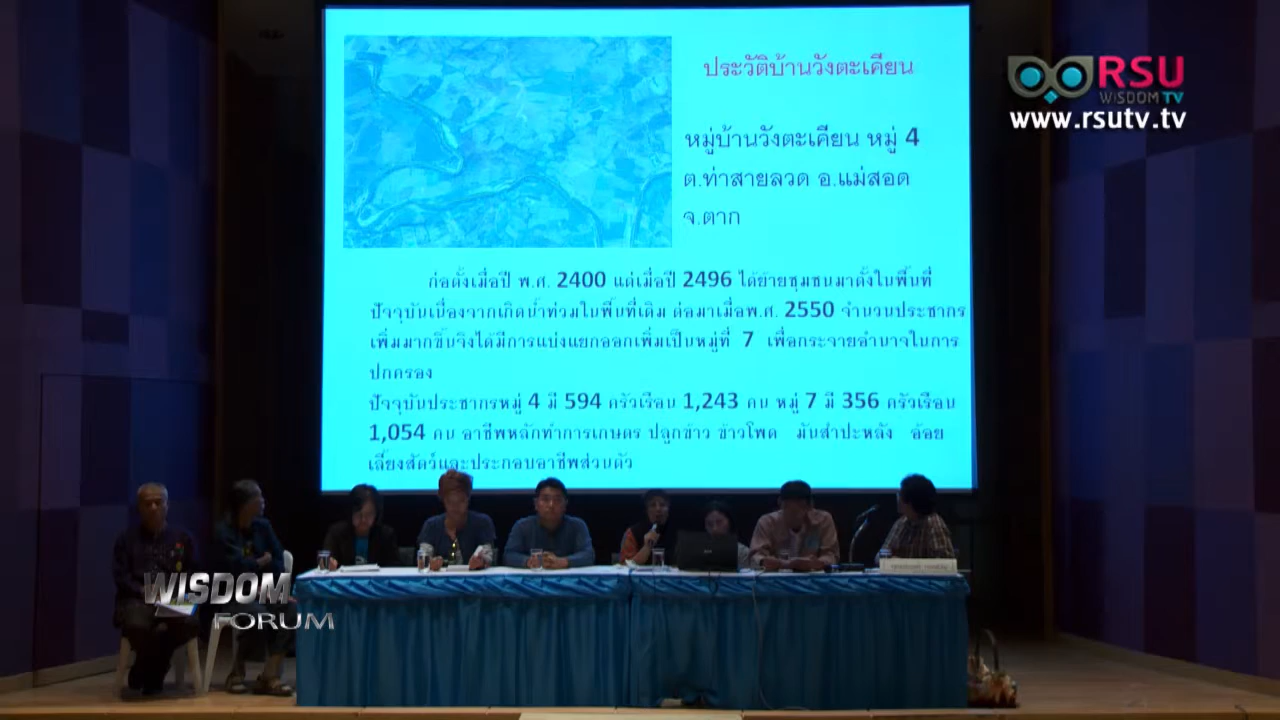 ประวัติบ้านวังตะเคียน
หมู่บ้านวังตะเคียน หมู่ 4
ต.ท่าสายลวด อ.แม่สอด
จ.ตาก
ก่อตั้งเมื่อปี พ.ศ. 2400 แต่เมื่อปี 2496 ได้ย้ายชุมชนมาตั้งในพื้นที่
ปัจจุบันเนื่องจากเกิดน้ำท่วมในพื้นที่เดิม ต่อมาเมื่อพ.ศ. 2550 จำนวนประชากร
เพิ่มมากขึ้นจึงได้มีการแบ่งแยกออกเพิ่มเป็นหมู่ที่ 7 เพื่อกระจายอำนาจในการ
ปกครอง
ปัจจุบันประชากรหมู่ 4 มี 594 ครัวเรือน 1,243 คน หมู่ 7 มี 356 ครัวเรือน
1,054 คน อาชีพหลักทำการเกษตร ปลูกข้าว ข้าวโพด มันสำปะหลัง อ้อย
เลี้ยงสัตว์และประกอบอาชีพส่วนตัว
RSU
WISDOM TV
www.rsutv.tv
WISDOM
FORUM